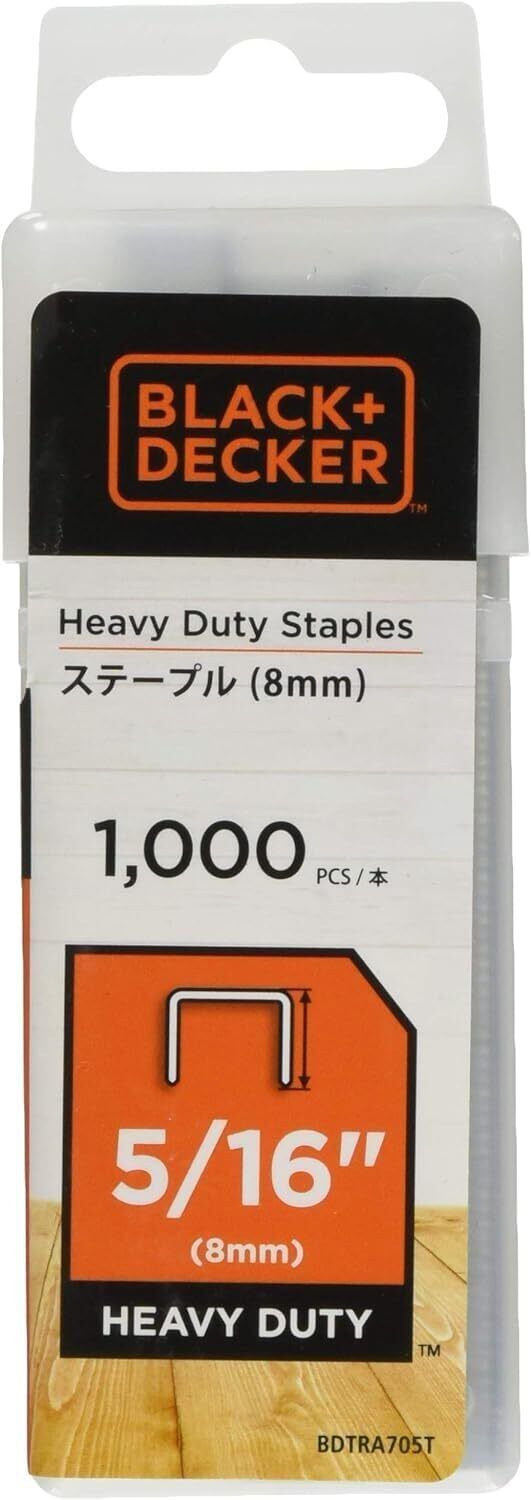 BLACK+
DECKER
TM
Heavy Duty Staples
ステープル (8mm)
1,000 PCS / 本
5/16"
(8mm)
HEAVY DUTY
TM
BDTRA705T